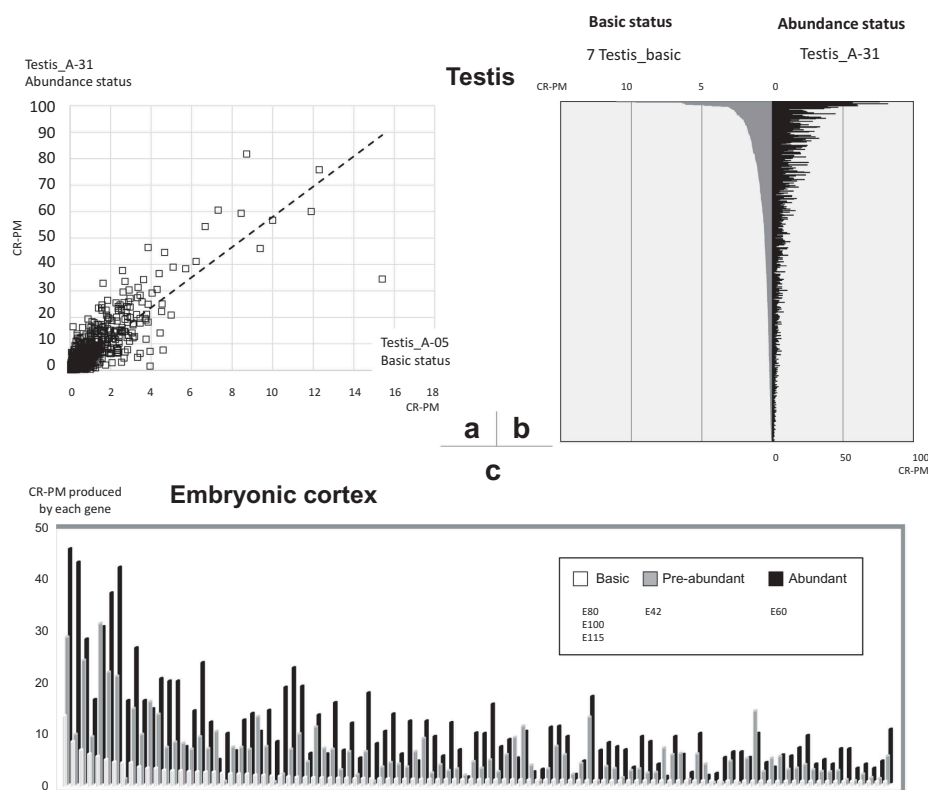 Testis_A-31
Abundance status
100
90
80
70
60
50
40
30
20
10
0
CR-PM
0 2 4 6 8 10 12 14 16 18
CR-PM
Testis_A-05
Basic status
Testis
Basic status Abundance status
7 Testis_basic Testis_A-31
CR-PM 10 5 0
0 50 100
CR-PM
a b
c
CR-PM produced
by each gene
Embryonic cortex
50
40
30
20
10
0
Basic Pre-abundant Abundant
E80 E42 E60
E100
E115